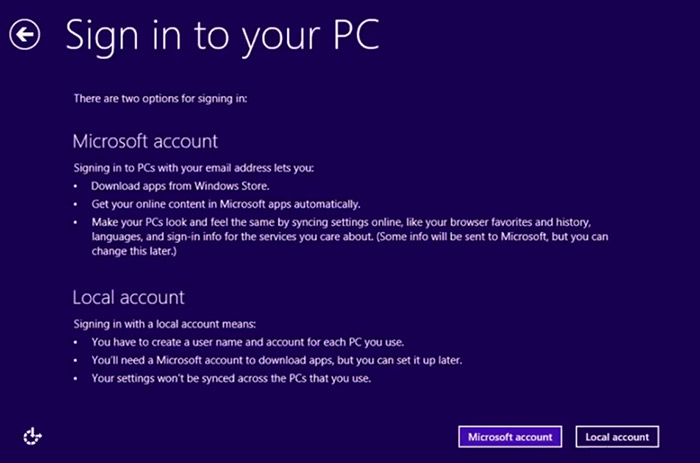 Sign in to your PC
There are two options for signing in:
Microsoft account
Signing in to PCs with your email address lets you:
• Download apps from Windows Store.
• Get your online content in Microsoft apps automatically.
• Make your PCs look and feel the same by syncing settings online, like your browser favorites and history,
languages, and sign-in info for the services you care about. (Some info will be sent to Microsoft, but you can
change this later.)
Local account
Signing in with a local account means:
• You have to create a user name and account for each PC you use.
• You'll need a Microsoft account to download apps, but you can set it up later.
• Your settings won't be synced across the PCs that you use.
Microsoft account
Local account